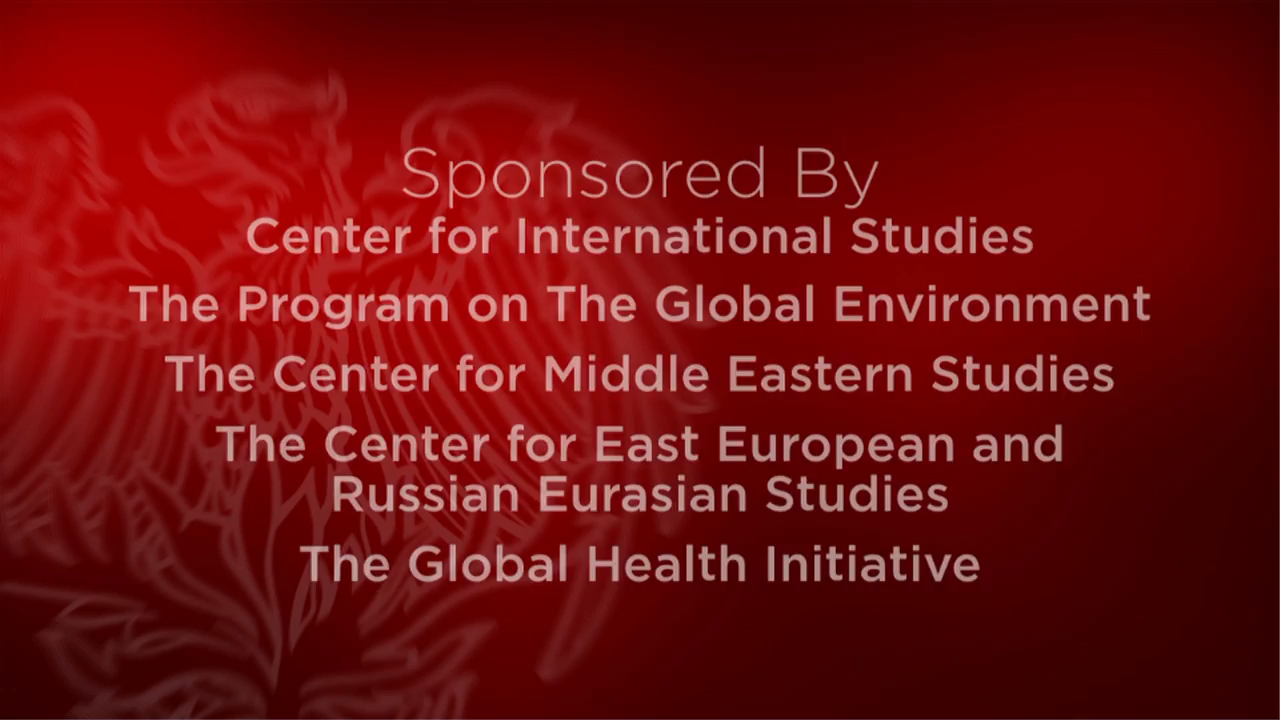 Sponsored By
Center for International Studies
The Program on The Global Environment
The Center for Middle Eastern Studies
The Center for East European and
Russian Eurasian Studies
The Global Health Initiative